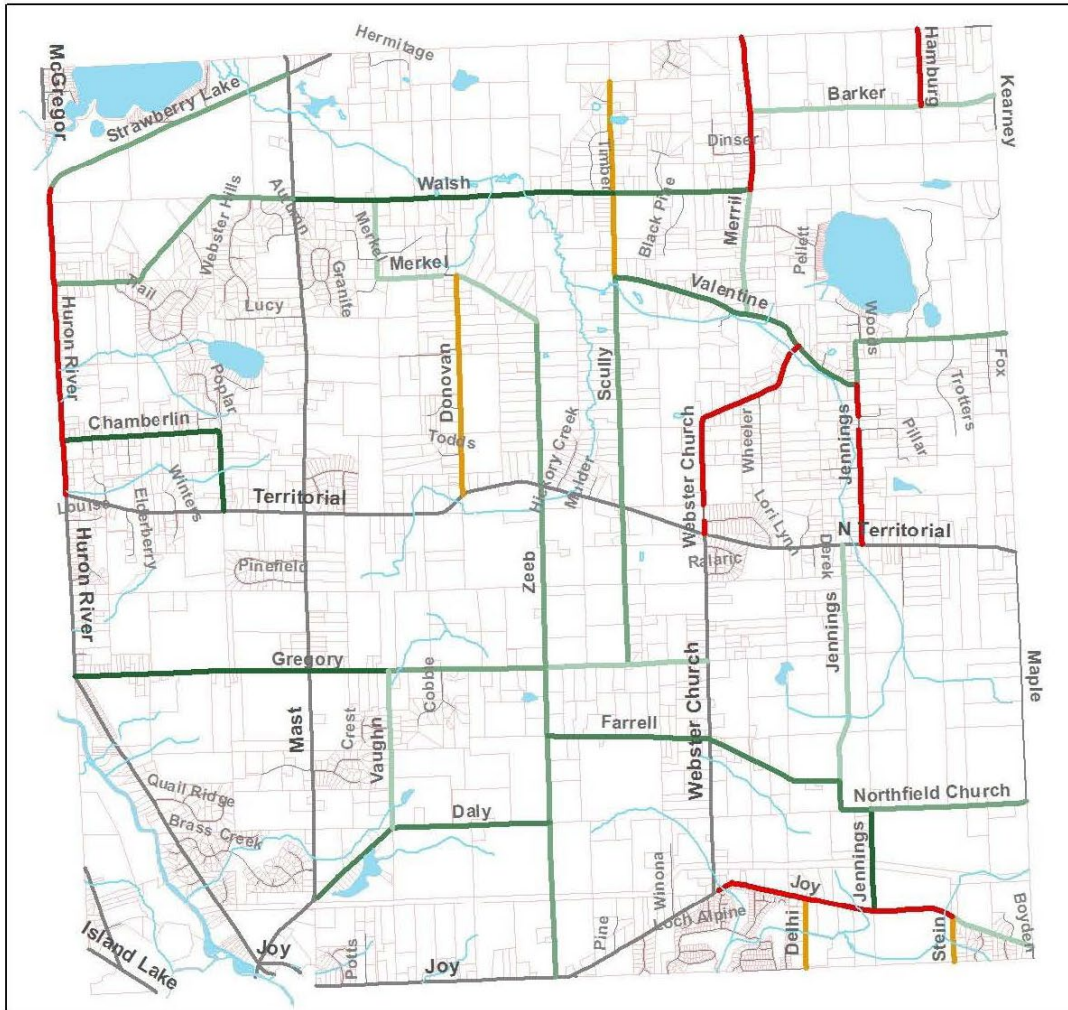 Hermitage
McGregor
Hamburg
Kearney
Strawberry Lake
Barker
Dinser
Timber
Walsh
Autumn
Webster Hills
Merkel
Black Pine
Merril
Pellett
Merkel
Granite
Trail
Lucy
Valentine
Huron River
Woods
Fox
Poplar
Donovan
Scully
Trotters
Chamberlin
Todds
Hickory Creek
Mulder
Webster Church
Wheeler
Jennings
Pillar
Louise
Elderberry
Winters
Territorial
Lori Lynn
N Territorial
Huron River
Pinefield
Zeeb
Ralaric
Derek
Jennings
Gregory
Maple
Mast
Crest
Vaughn
Cobble
Farrell
Webster Church
Quail Ridge
Brass Creek
Daly
Northfield Church
Jennings
Winona
Joy
Loch Alpine
Pine
Delhi
Stein
Boyden
Island Lake
Joy
Potts
Joy